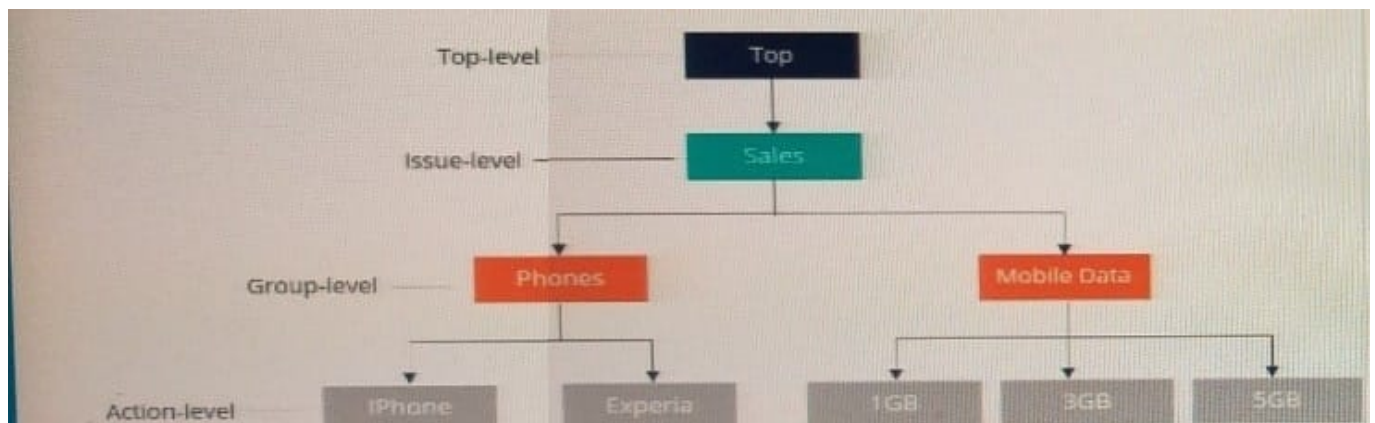 Top-level
Top
Issue-level
Sales
Group-level
Phones
Mobile Data
Action-level
IPhone
Experia
1GB
3GB
5GB